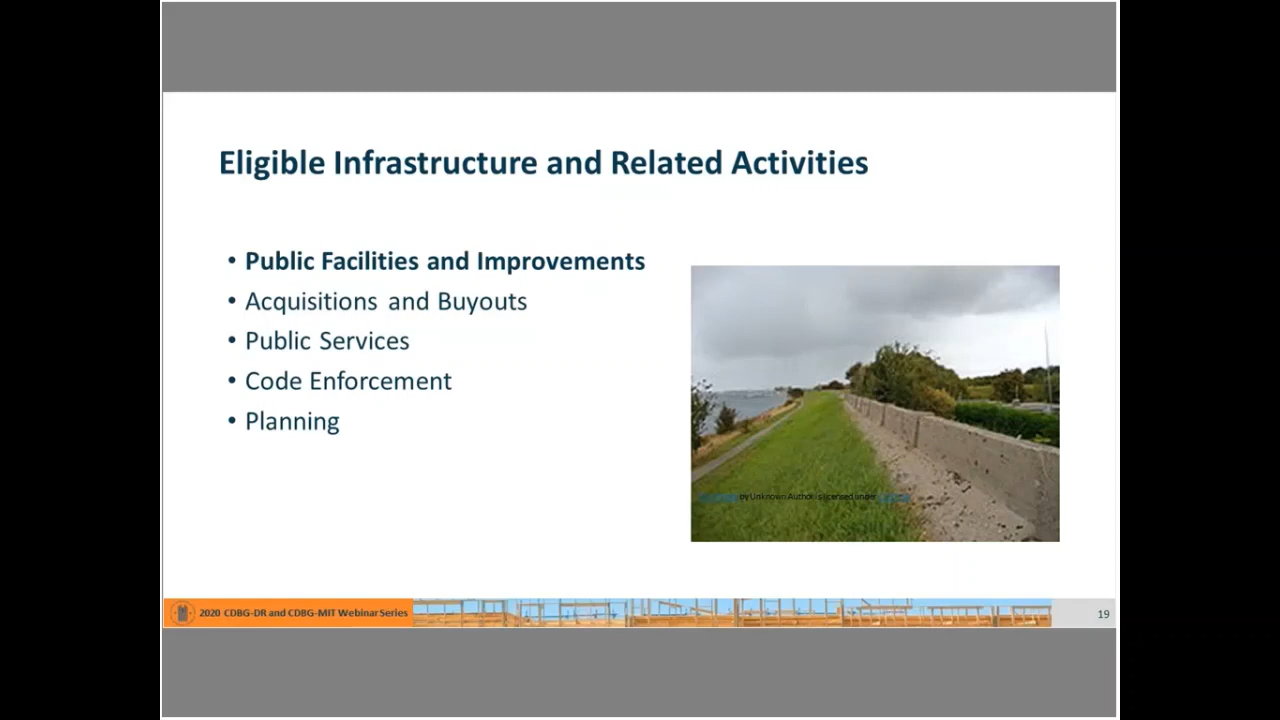 Eligible Infrastructure and Related Activities
• Public Facilities and Improvements
• Acquisitions and Buyouts
• Public Services
• Code Enforcement
• Planning
by Unknown Author is licensed under
2020 CDBG-DR and CDBG-MIT Webinar Series
19